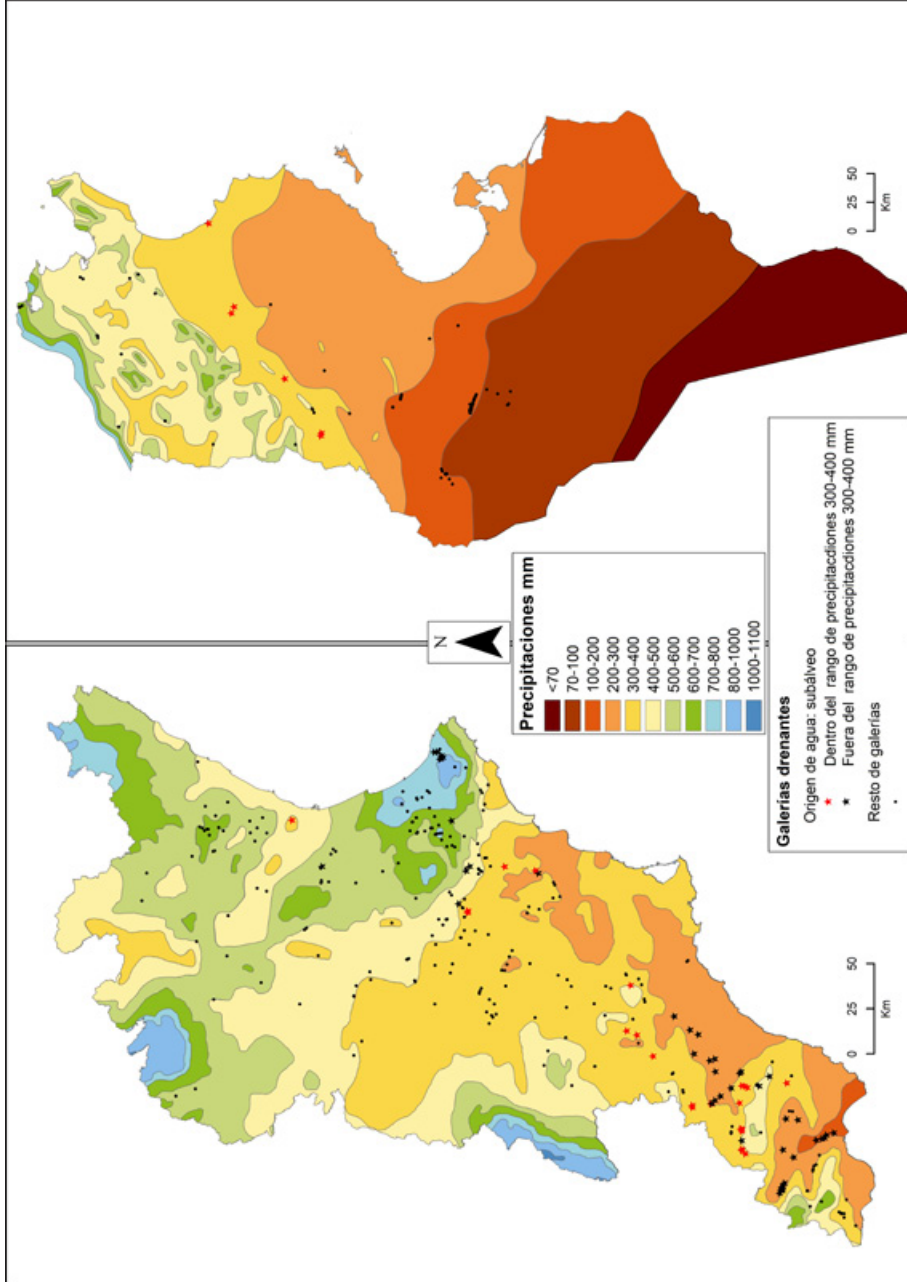 N
Precipitaciones mm
<70
70-100
100-200
200-300
300-400
400-500
500-600
600-700
700-800
800-1000
1000-1100
Galerías drenantes
Origen de agua: subálveo
Dentro del rango de precipitacdiones 300-400 mm
Fuera del rango de precipitacdiones 300-400 mm
Resto de galerías
0 25 50
Km
0 25 50
Km